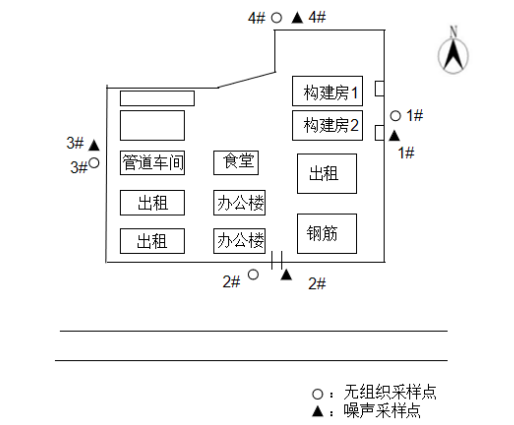 4# 4#
N
构建房1
1#
构建房2
1#
3#
3#
管道车间
食堂
出租
出租
办公楼
钢筋
出租
办公楼
2# 2#
：无组织采样点
：噪声采样点